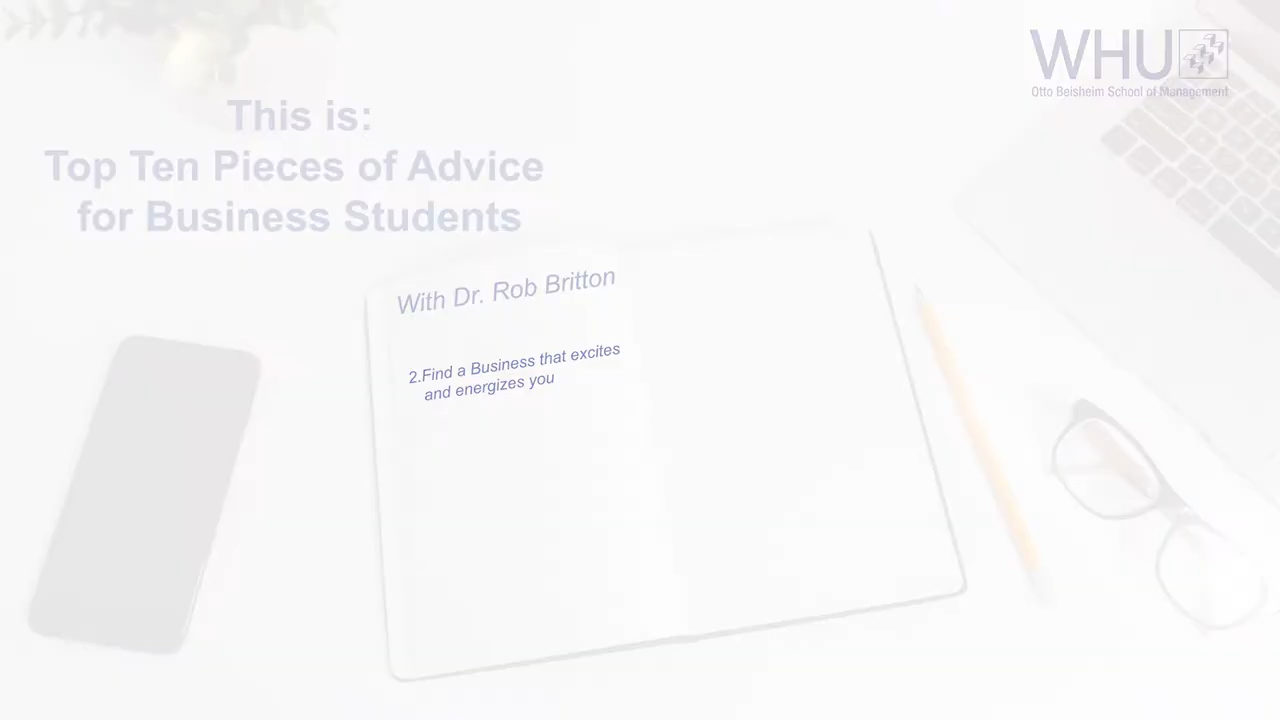 WHU
Otto Beisheim School of Management
This is:
Top Ten Pieces of Advice
for Business Students
With Dr. Rob Britton
2.Find a Business that excites
and energizes you